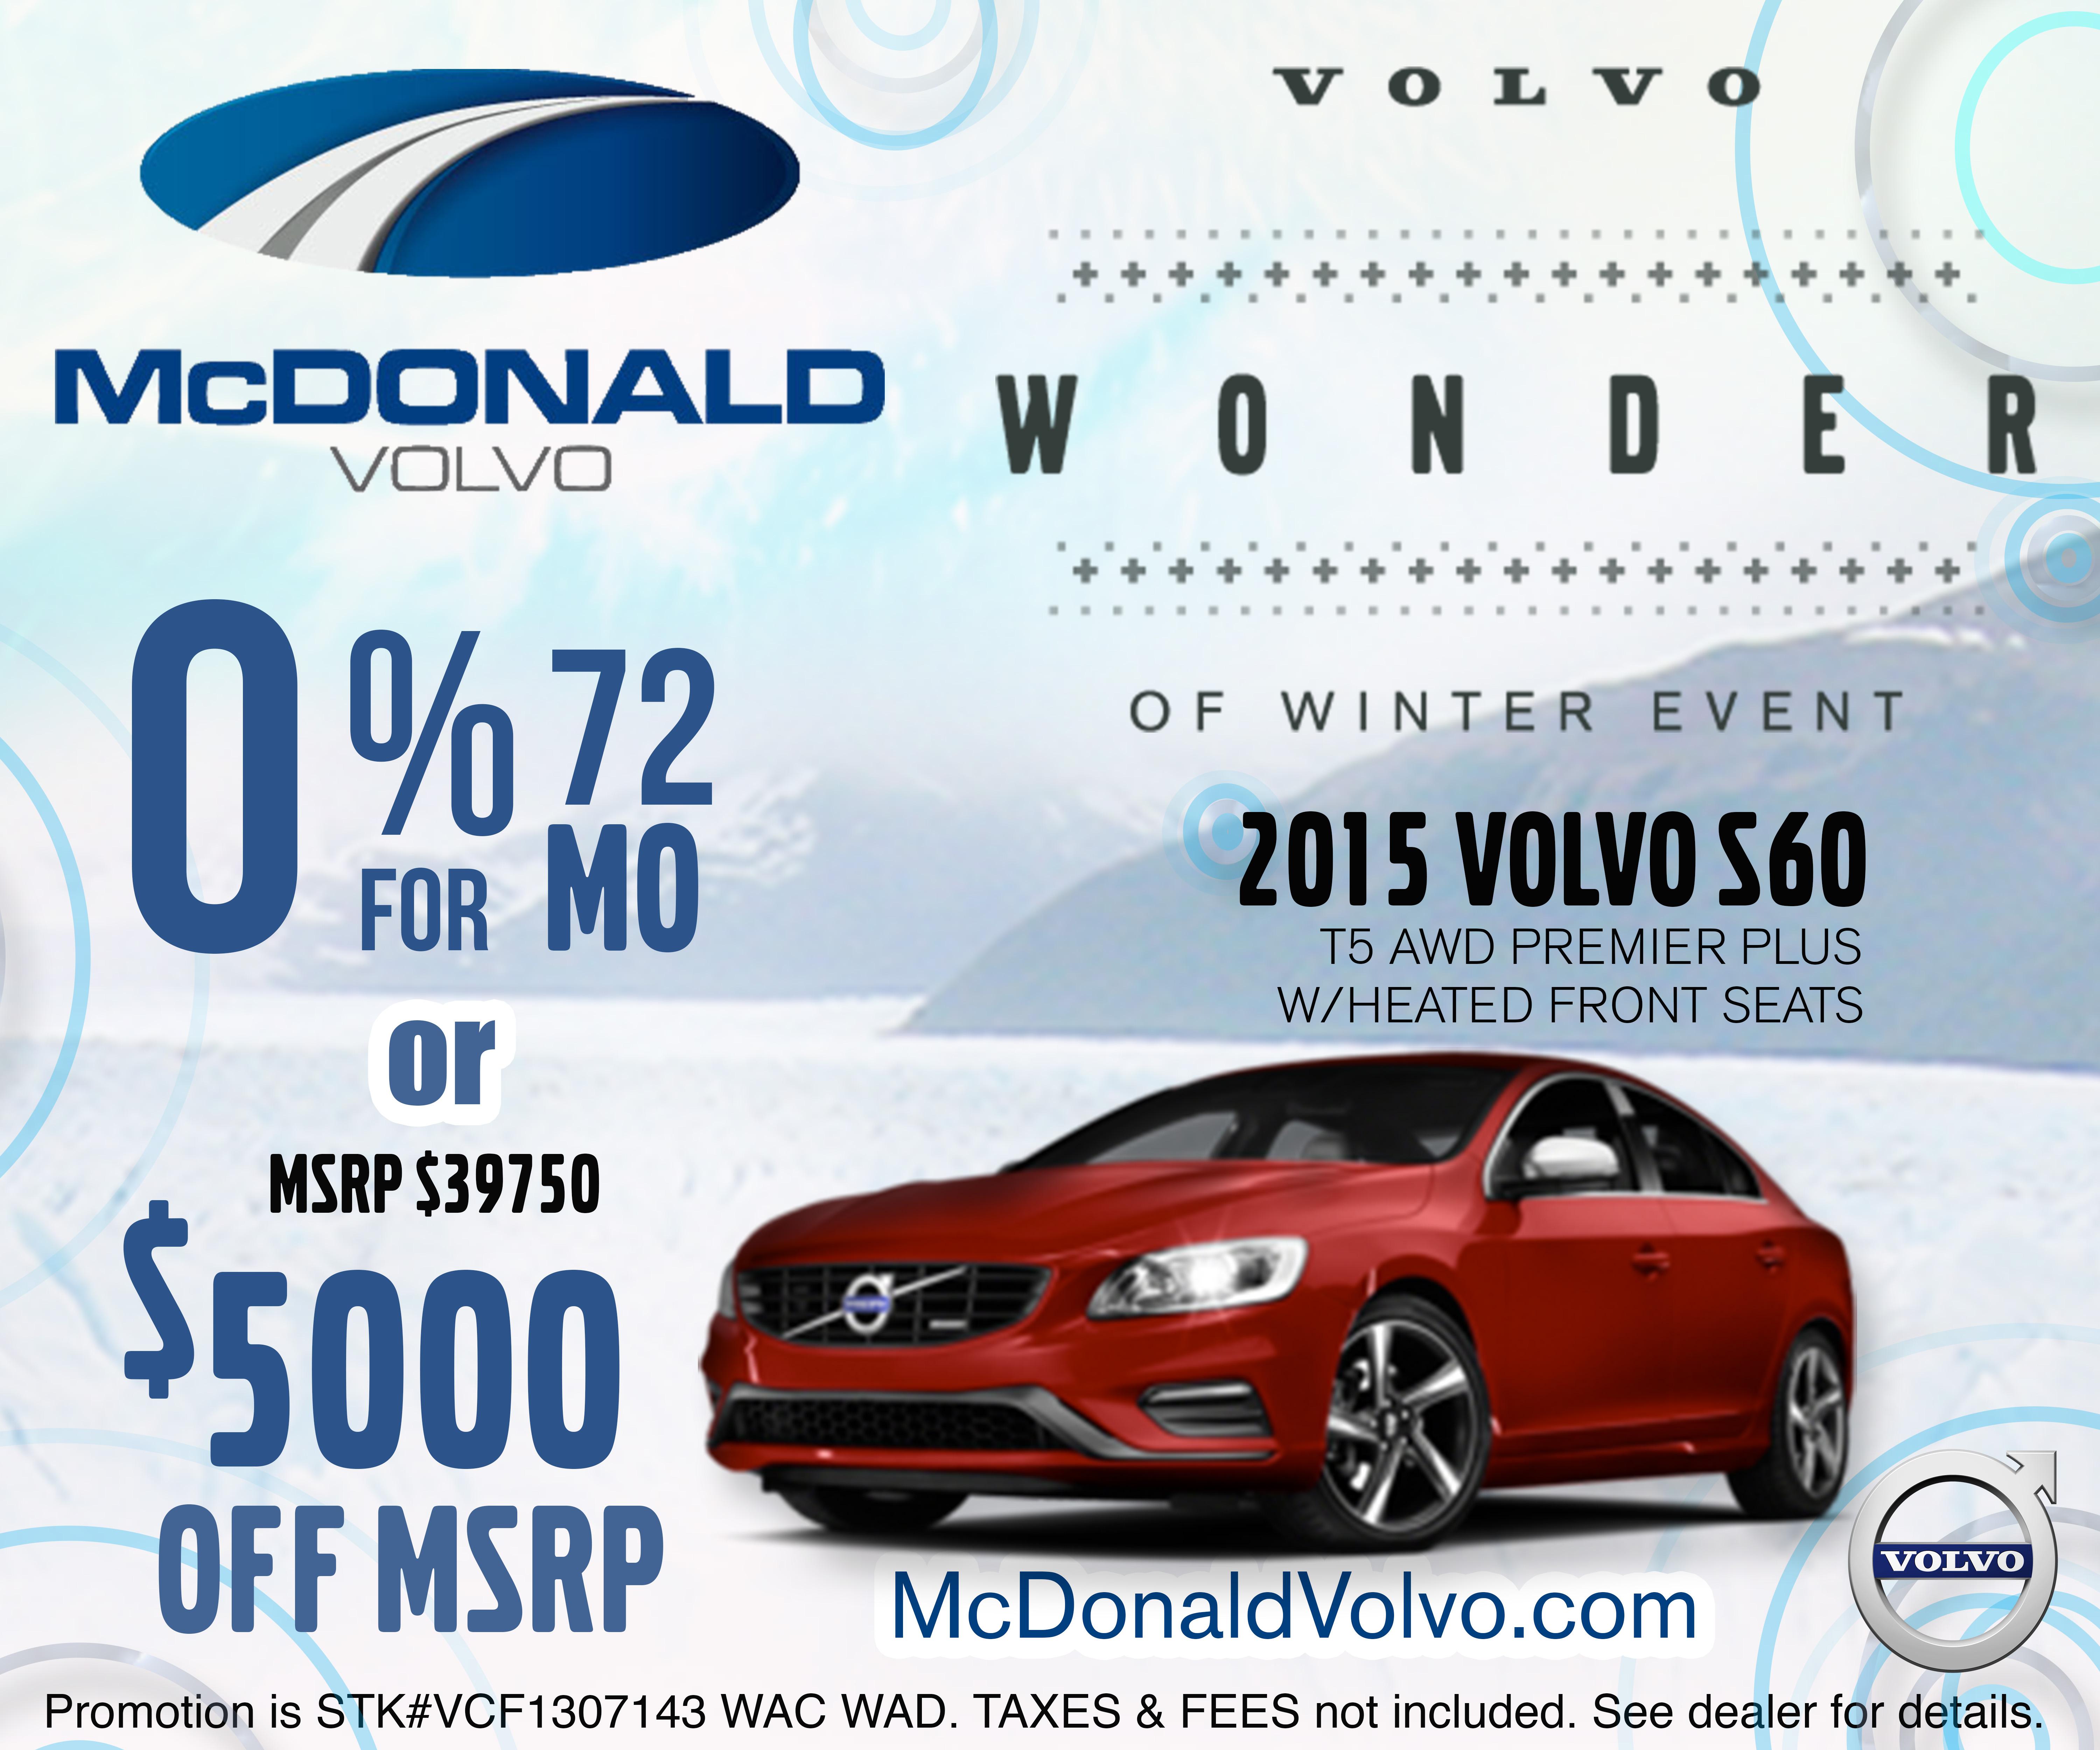 McDONALD
VOLVO
VOLVO
WONDER
OF WINTER EVENT
0% FOR 72 MO
or
MSRP $39750
$5000
OFF MSRP
2015 VOLVO S60
T5 AWD PREMIER PLUS
W/HEATED FRONT SEATS
VOLVO
McDonaldVolvo.com
Promotion is STK#VCF1307143 WAC WAD. TAXES & FEES not included. See dealer for details.